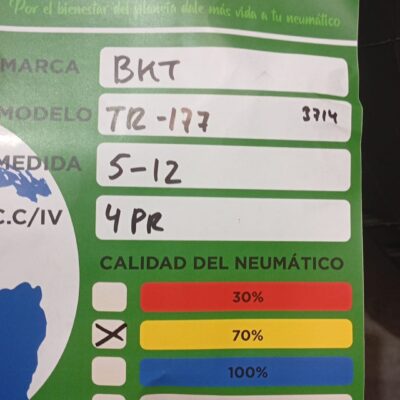 Por el bienestar del planeta dale más vida a tu neumático
MARCA BKT
MODELO TR-177 3714
MEDIDA 5-12
C.C/IV 4 PR
CALIDAD DEL NEUMÁTICO
30%
X 70%
100%